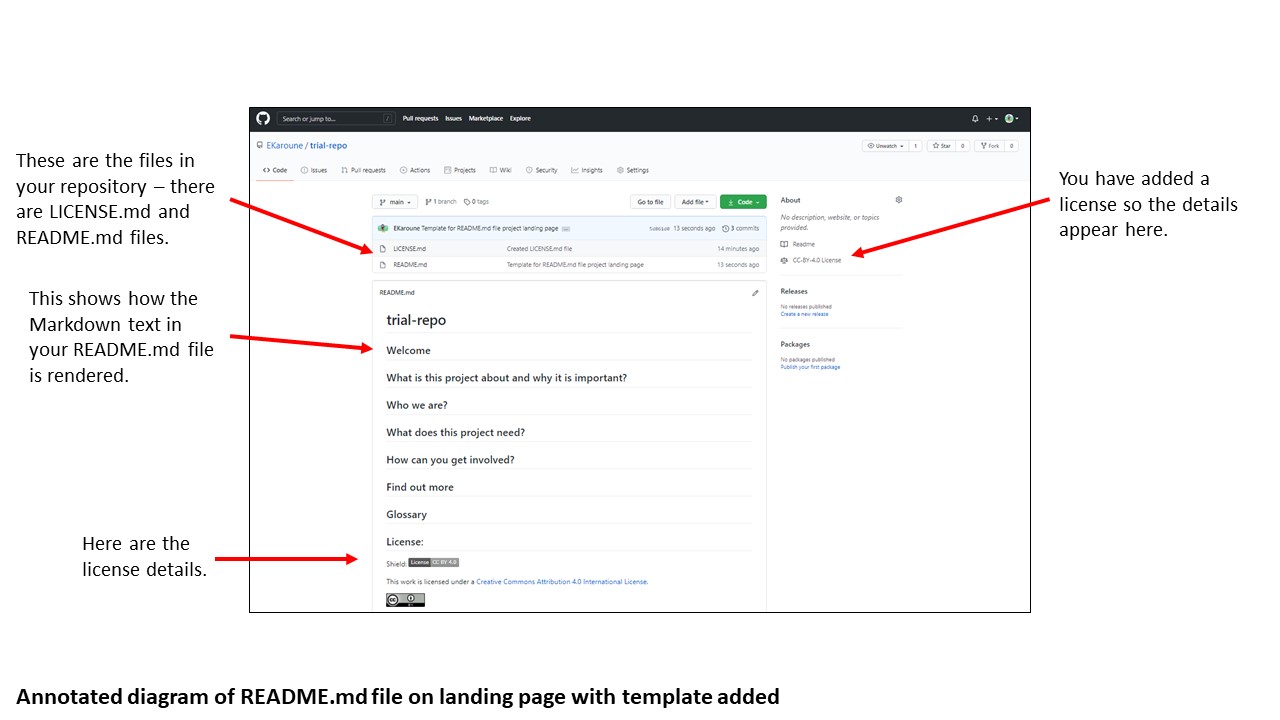 Search or jump to... /
Pull requests Issues Marketplace Explore
EKaroune / trial-repo
Unwatch 1 Star 0 Fork 0
Code Issues Pull requests Actions Projects Wiki Security Insights Settings
These are the files in
your repository – there
are LICENSE.md and
README.md files.
This shows how the
Markdown text in
your README.md file
is rendered.
Here are the
license details.
main 1 branch 0 tags Go to file Add file Code
EKaroune Template for README.md file project landing page ... 13 seconds ago 3 commits
LICENSE.md Created LICENSE.md file 14 minutes ago
README.md Template for README.md file project landing page 13 seconds ago
README.md
trial-repo
Welcome
What is this project about and why it is important?
Who we are?
What does this project need?
How can you get involved?
Find out more
Glossary
License:
Shield: License CC BY 4.0
This work is licensed under a Creative Commons Attribution 4.0 International License.
cc BY
About
No description, website, or topics
provided.
Readme
CC-BY-4.0 License
Releases
No releases published
Create a new release
Packages
No packages published
Publish your first package
You have added a
license so the details
appear here.
Annotated diagram of README.md file on landing page with template added